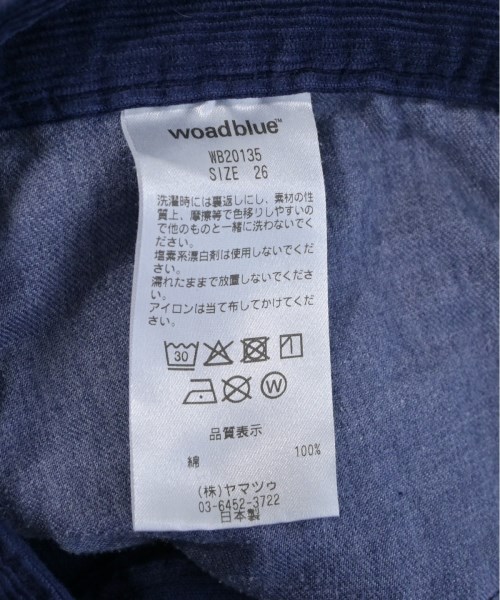 woadblue™
WB20135
SIZE 26
洗濯時には裏返しにし、素材の性
質上、摩擦等で色移りしやすいの
で他のものと一緒に洗わないでく
ださい。
塩素系漂白剤は使用しないでくだ
さい。
濡れたままで放置しないでくださ
い。
アイロンは当て布してかけてくだ
さい。
30
W
品質表示
綿 100%
(株)ヤマツゥ
03-6452-3722
日本製